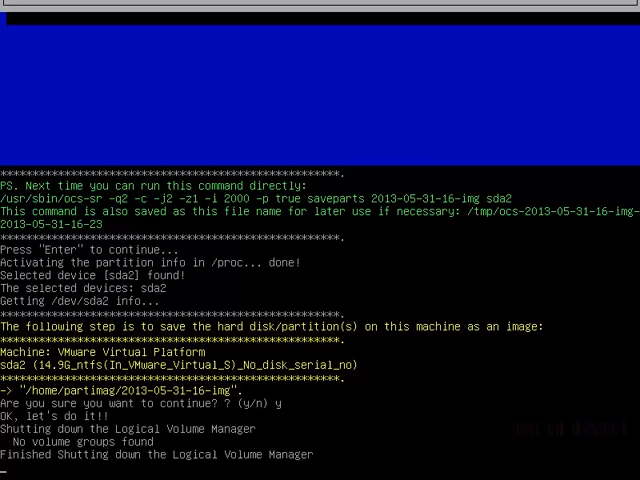 *****************************************************.
PS. Next time you can run this command directly:
/usr/sbin/ocs-sr -q2 -c -j2 -z1 -i 2000 -p true saveparts 2013-05-31-16-img sda2
This command is also saved as this file name for later use if necessary: /tmp/ocs-2013-05-31-16-img-
2013-05-31-16-23
*****************************************************.
Press "Enter" to continue...
Activating the partition info in /proc... done!
Selected device [sda2] found!
The selected devices: sda2
Getting /dev/sda2 info...
*****************************************************.
The following step is to save the hard disk/partition(s) on this machine as an image:
*****************************************************.
Machine: VMware Virtual Platform
sda2 (14.9G_ntfs(In_VMware_Virtual_S)_No_disk_serial_no)
*****************************************************.
-> "/home/partimag/2013-05-31-16-img".
Are you sure you want to continue? ? (y/n) y
OK, let's do it!!
Shutting down the Logical Volume Manager
  No volume groups found
Finished Shutting down the Logical Volume Manager